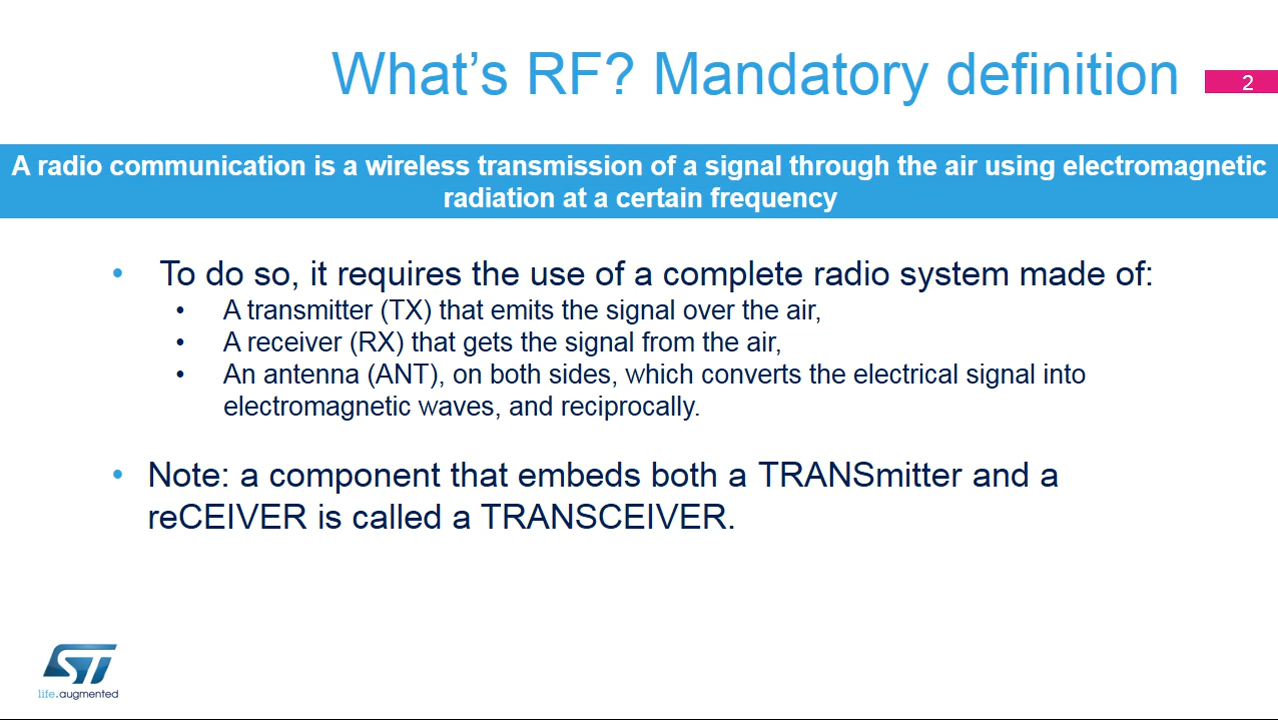 What's RF? Mandatory definition
2
A radio communication is a wireless transmission of a signal through the air using electromagnetic
radiation at a certain frequency
• To do so, it requires the use of a complete radio system made of:
• A transmitter (TX) that emits the signal over the air,
• A receiver (RX) that gets the signal from the air,
• An antenna (ANT), on both sides, which converts the electrical signal into
electromagnetic waves, and reciprocally.
• Note: a component that embeds both a TRANSmitter and a
reCEIVER is called a TRANSCEIVER.
ST
life.augmented